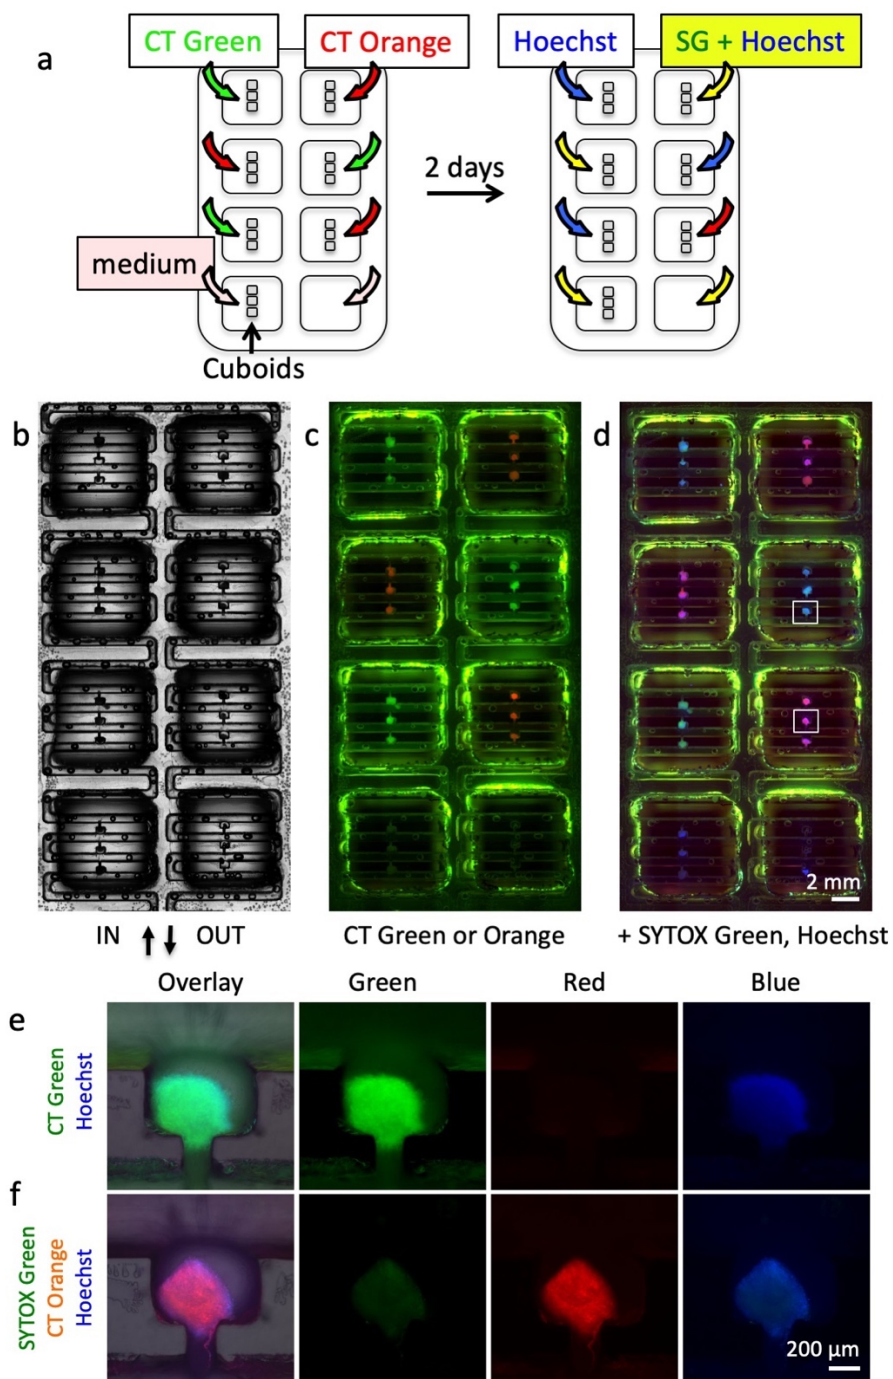 a
CT Green
CT Orange
Hoechst
SG + Hoechst
2 days
medium
Cuboids
b
c
d
2 mm
IN
OUT
CT Green or Orange
+ SYTOX Green, Hoechst
Overlay
Green
Red
Blue
e
CT Green
Hoechst
f
SYTOX Green
CT Orange
Hoechst
200 µm